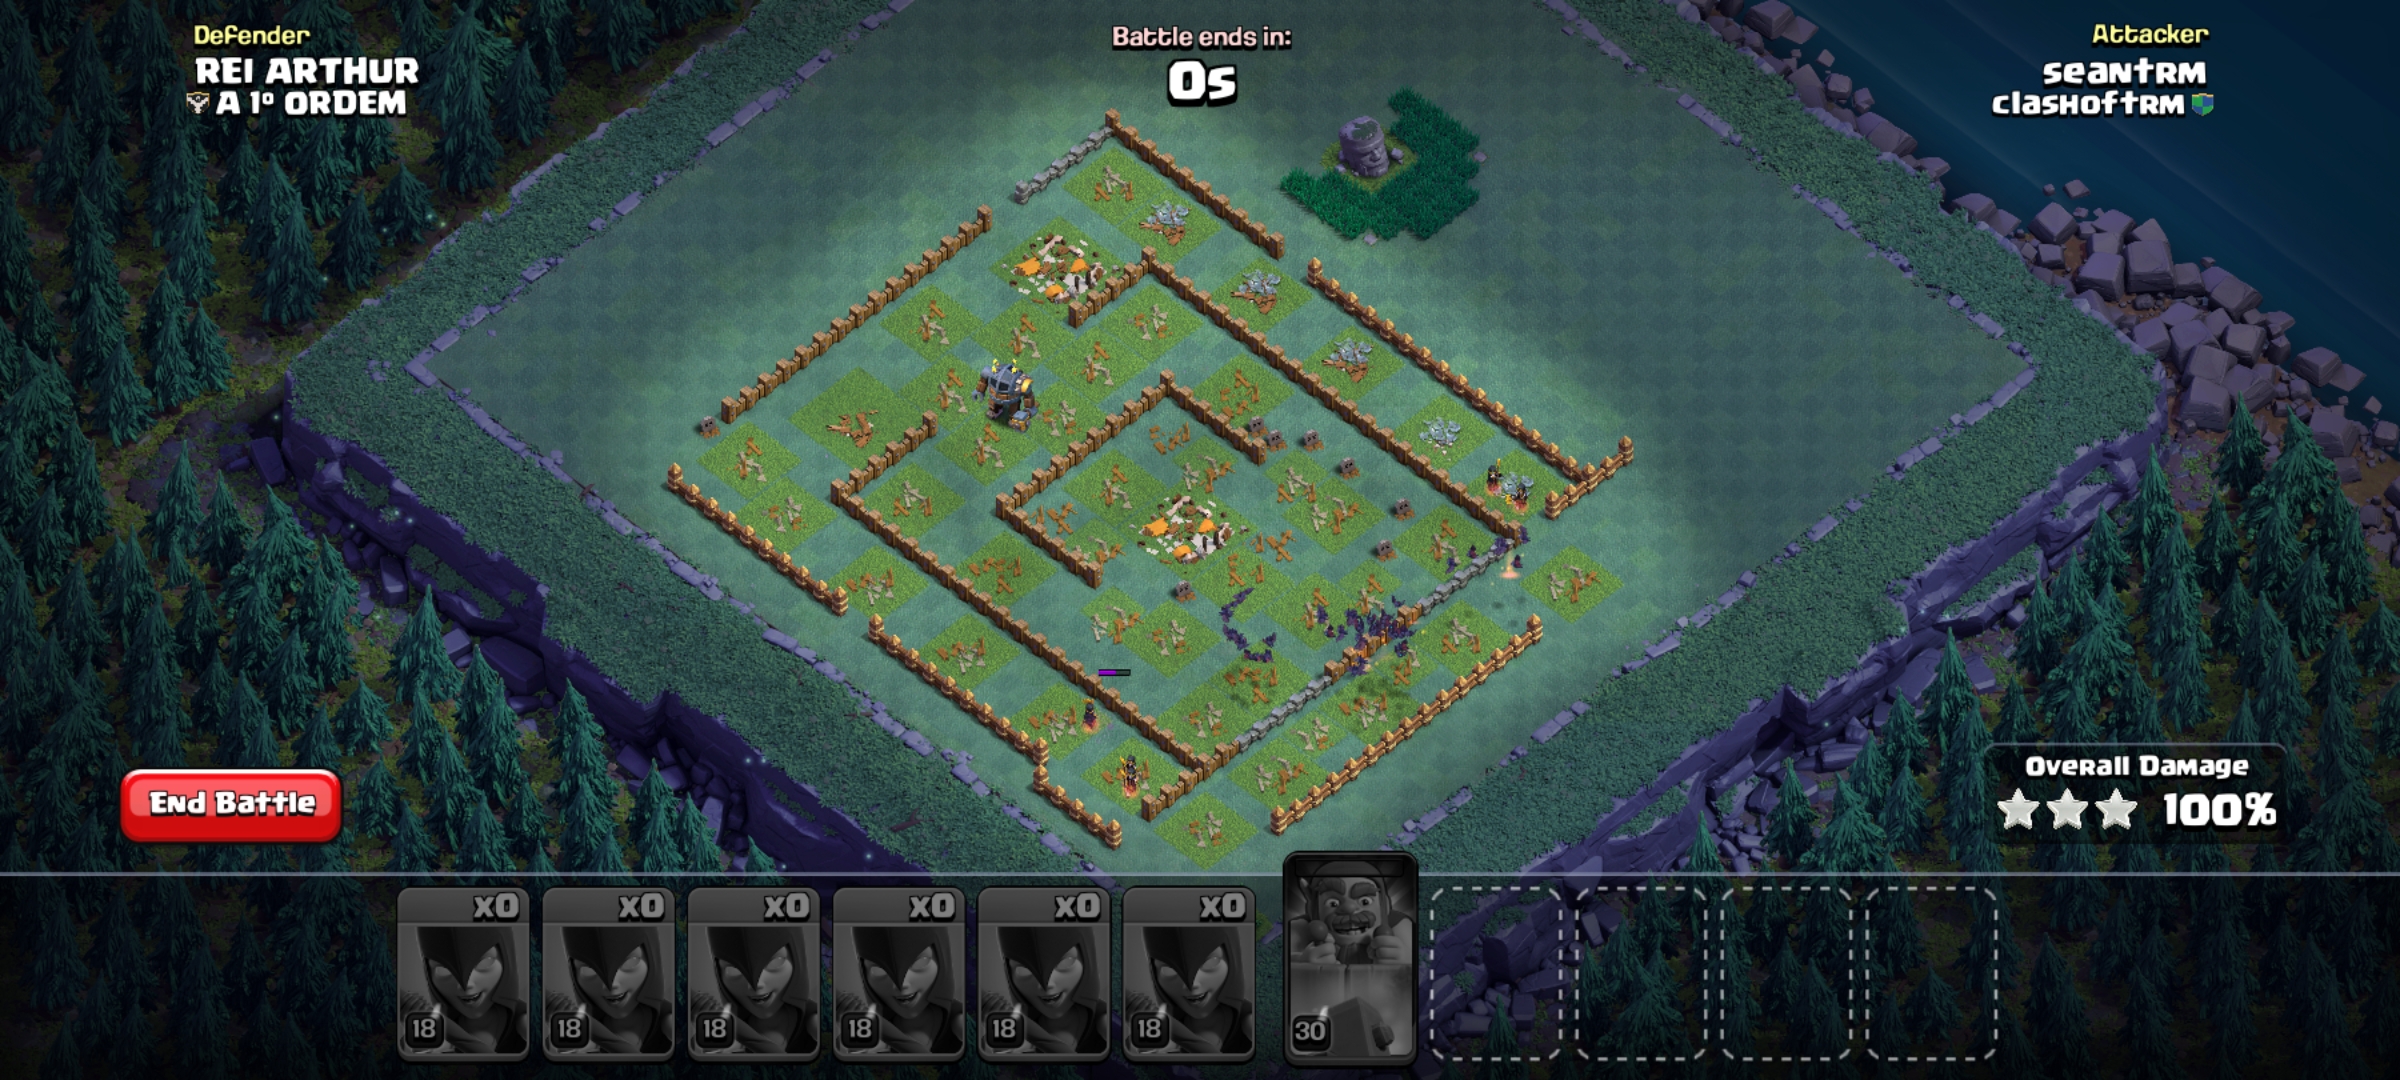 Defender
REI ARTHUR
A 1º ORDEM
Battle ends in:
0s
Attacker
seantRM
clashoftRM
End Battle
Overall Damage
100%
x0
x0
x0
x0
x0
x0
18
18
18
18
18
18
30